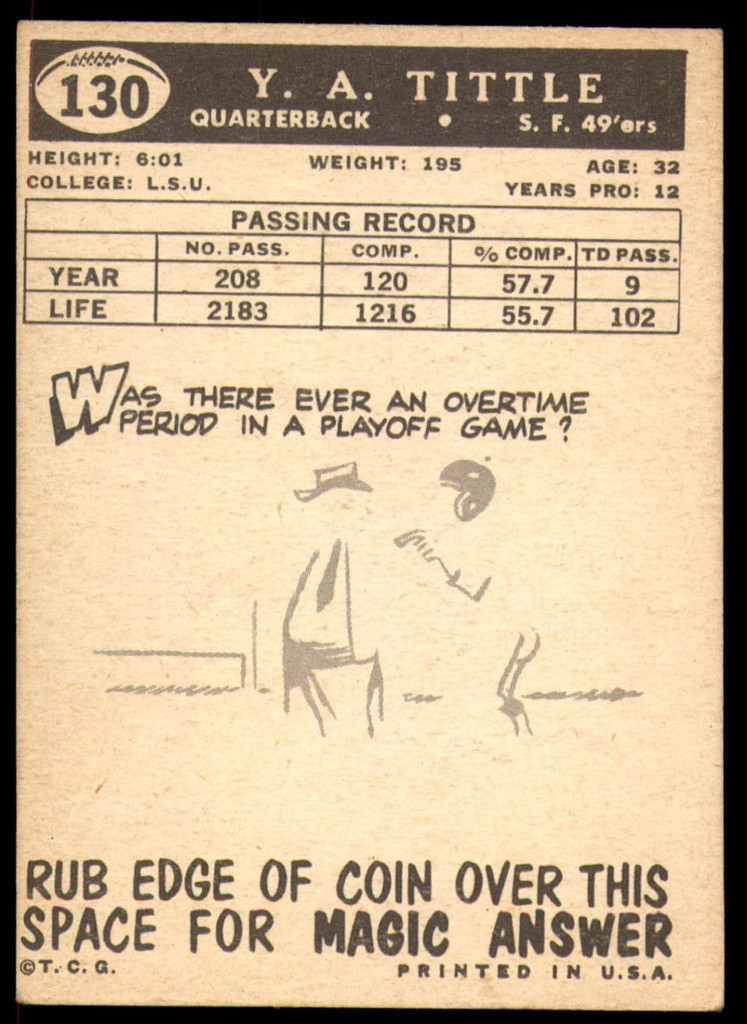 130
Y. A. TITTLE
QUARTERBACK • S. F. 49'ers
HEIGHT: 6:01 WEIGHT: 195 AGE: 32
COLLEGE: L.S.U. YEARS PRO: 12
PASSING RECORD
NO. PASS. COMP. % COMP. TD PASS.
YEAR 208 120 57.7 9
LIFE 2183 1216 55.7 102
WAS THERE EVER AN OVERTIME
PERIOD IN A PLAYOFF GAME?
RUB EDGE OF COIN OVER THIS
SPACE FOR MAGIC ANSWER
©T. C. G. PRINTED IN U.S.A.